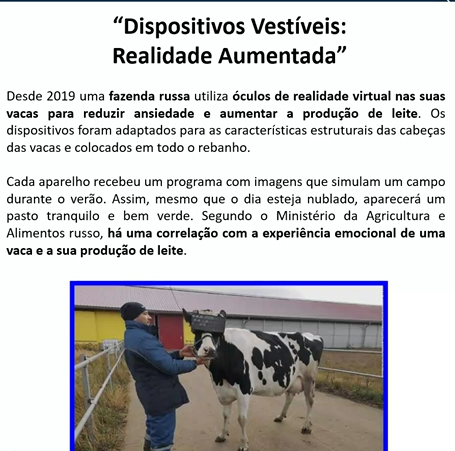 “Dispositivos Vestíveis:
Realidade Aumentada”
Desde 2019 uma fazenda russa utiliza óculos de realidade virtual nas suas
vacas para reduzir ansiedade e aumentar a produção de leite. Os
dispositivos foram adaptados para as características estruturais das cabeças
das vacas e colocados em todo o rebanho.
Cada aparelho recebeu um programa com imagens que simulam um campo
durante o verão. Assim, mesmo que o dia esteja nublado, aparecerá um
pasto tranquilo e bem verde. Segundo o Ministério da Agricultura e
Alimentos russo, há uma correlação com a experiência emocional de uma
vaca e a sua produção de leite.